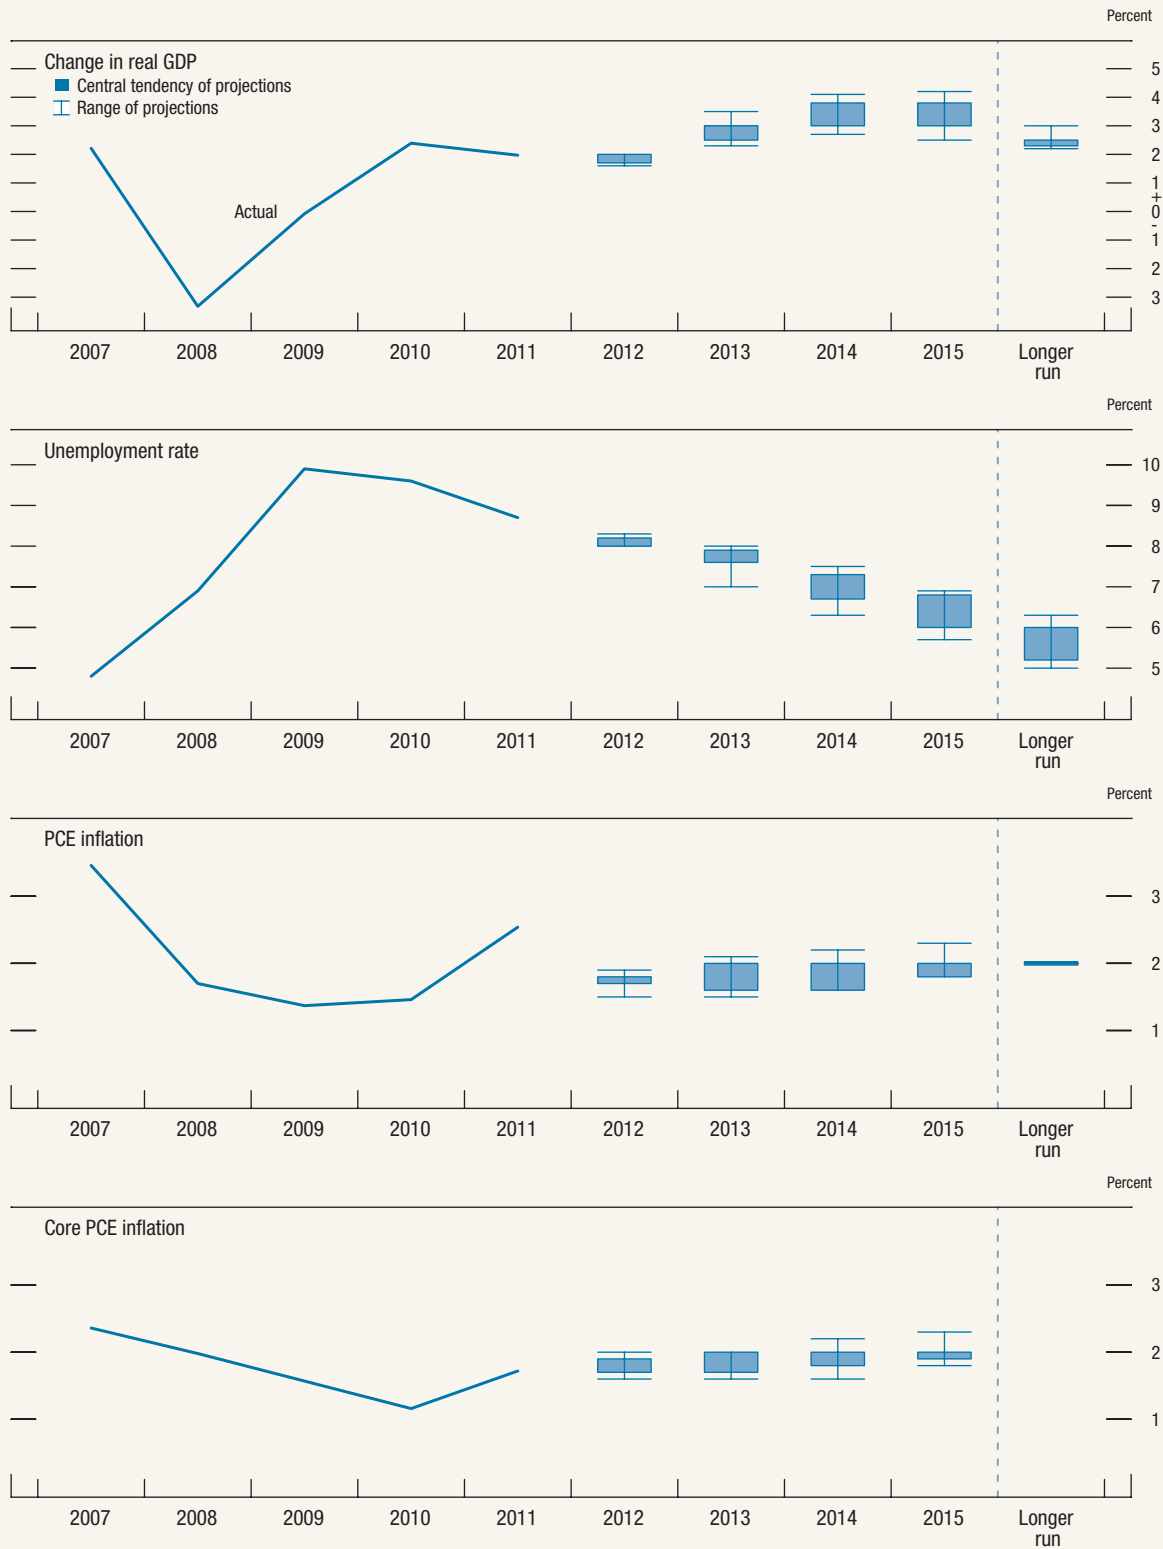 Percent
Change in real GDP
Central tendency of projections
Range of projections
Actual
5
4
3
2
1
+
0
-
1
2
3
2007 2008 2009 2010 2011 2012 2013 2014 2015 Longer
run
Percent
Unemployment rate
10
9
8
7
6
5
2007 2008 2009 2010 2011 2012 2013 2014 2015 Longer
run
Percent
PCE inflation
3
2
1
2007 2008 2009 2010 2011 2012 2013 2014 2015 Longer
run
Percent
Core PCE inflation
3
2
1
2007 2008 2009 2010 2011 2012 2013 2014 2015 Longer
run